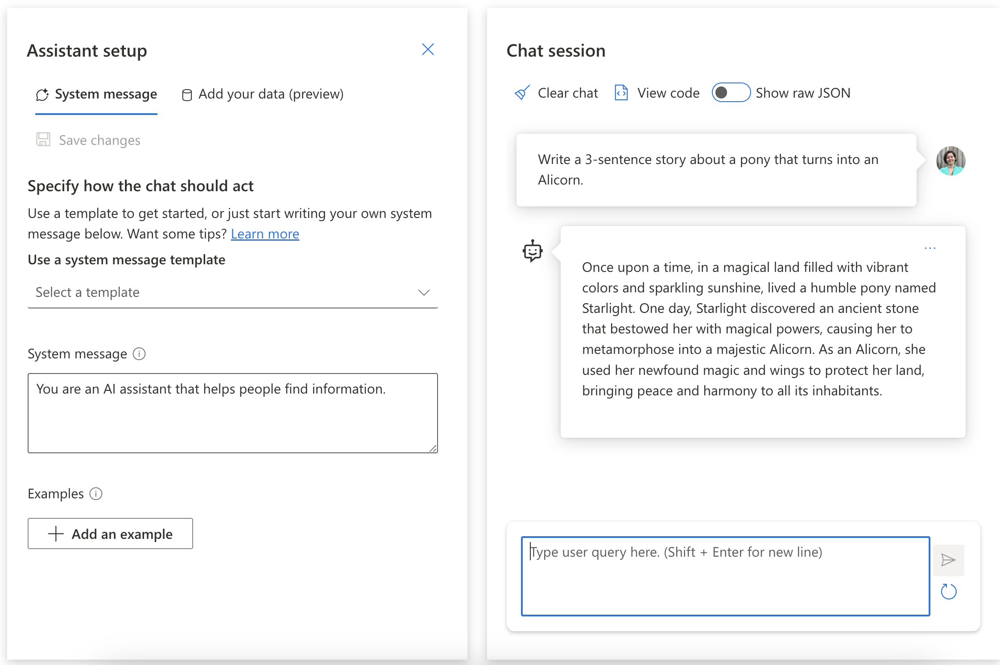 Assistant setup
System message
Add your data (preview)
Save changes
Specify how the chat should act
Use a template to get started, or just start writing your own system
message below. Want some tips? Learn more
Use a system message template
Select a template
System message
You are an AI assistant that helps people find information.
Examples
Add an example
Chat session
Clear chat
View code
Show raw JSON
Write a 3-sentence story about a pony that turns into an
Alicorn.
...
Once upon a time, in a magical land filled with vibrant
colors and sparkling sunshine, lived a humble pony named
Starlight. One day, Starlight discovered an ancient stone
that bestowed her with magical powers, causing her to
metamorphose into a majestic Alicorn. As an Alicorn, she
used her newfound magic and wings to protect her land,
bringing peace and harmony to all its inhabitants.
Type user query here. (Shift + Enter for new line)